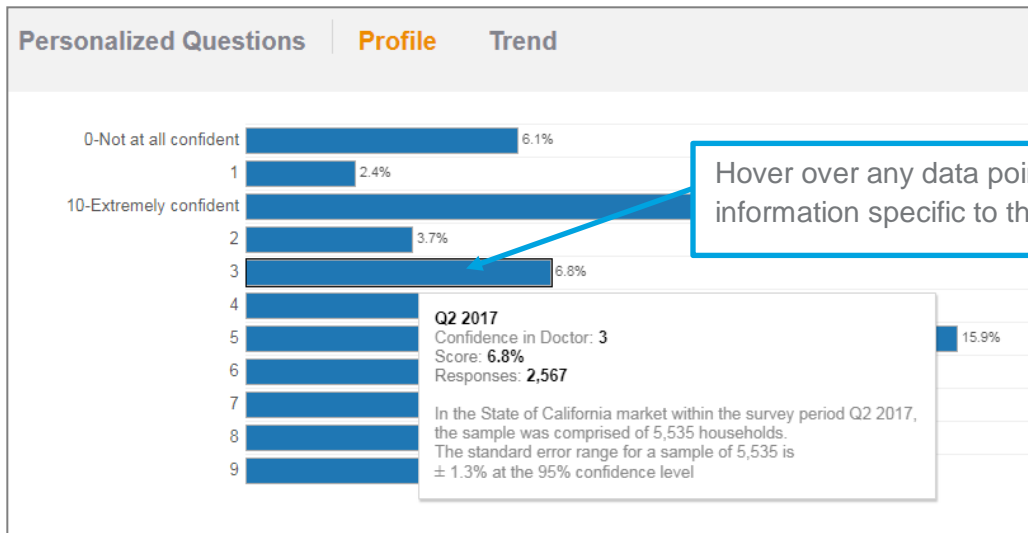 Personalized Questions Profile Trend
0-Not at all confident 6.1%
1 2.4%
10-Extremely confident
2 3.7%
3 6.8%
4
5 15.9%
6
7
8
9
Hover over any data poi
information specific to th
Q2 2017
Confidence in Doctor: 3
Score: 6.8%
Responses: 2,567
In the State of California market within the survey period Q2 2017,
the sample was comprised of 5,535 households.
The standard error range for a sample of 5,535 is
± 1.3% at the 95% confidence level